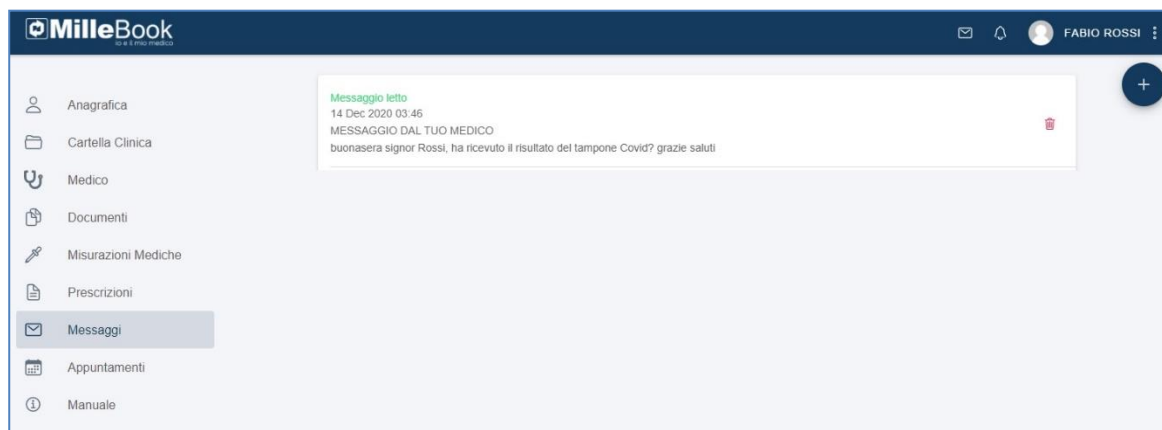 MilleBook
io e il mio medico
FABIO ROSSI
Anagrafica
Cartella Clinica
Medico
Documenti
Misurazioni Mediche
Prescrizioni
Messaggi
Appuntamenti
Manuale
Messaggio letto
14 Dec 2020 03:46
MESSAGGIO DAL TUO MEDICO
buonasera signor Rossi, ha ricevuto il risultato del tampone Covid? grazie saluti